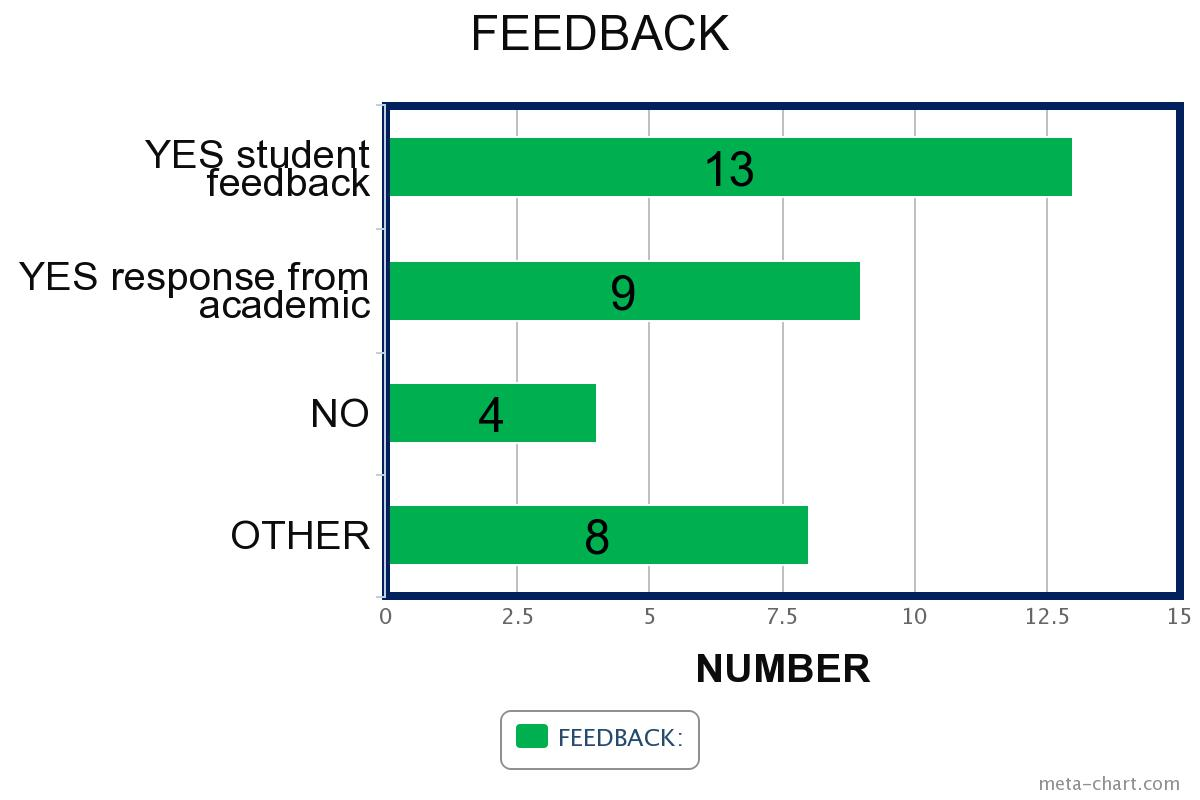 FEEDBACK
YES student
feedback
13
YES response from
academic
9
NO
4
OTHER
8
0 2.5 5 7.5 10 12.5 15
NUMBER
FEEDBACK:
meta-chart.com